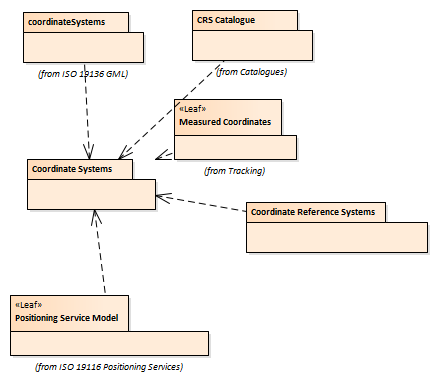 coordinateSystems
(from ISO 19136 GML)
CRS Catalogue
(from Catalogues)
«Leaf»
Measured Coordinates
(from Tracking)
Coordinate Systems
Coordinate Reference Systems
«Leaf»
Positioning Service Model
(from ISO 19116 Positioning Services)